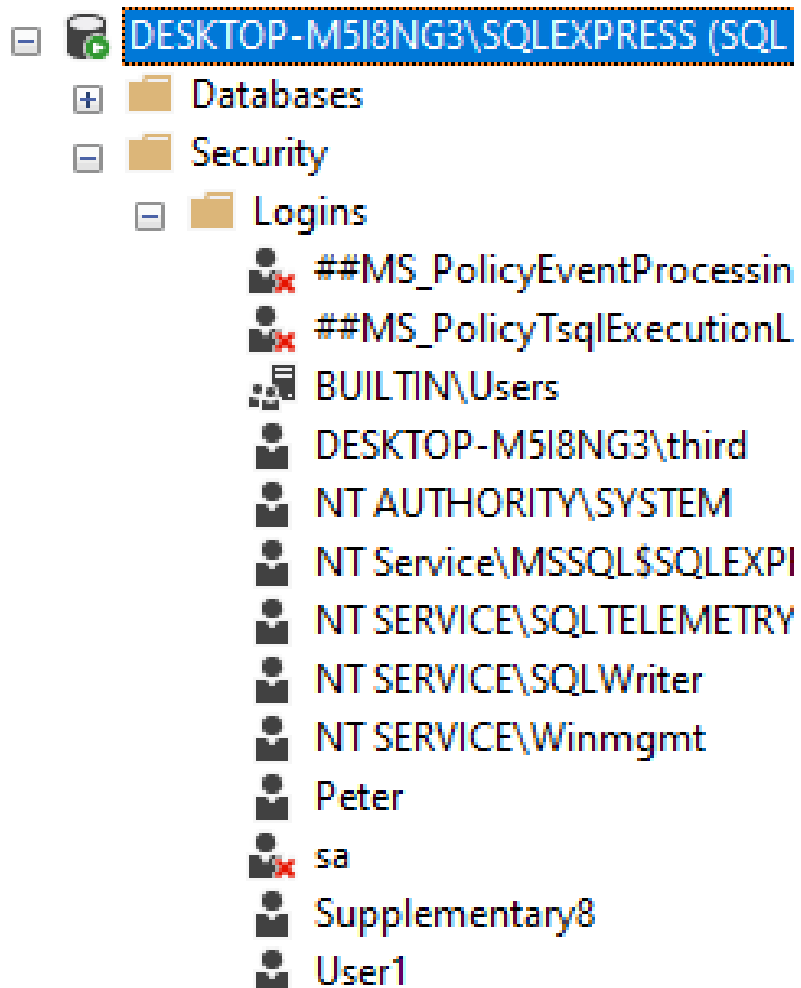 DESKTOP-M5I8NG3\SQLEXPRESS (SQL
Databases
Security
Logins
##MS_PolicyEventProcessin
##MS_PolicyTsqlExecutionL
BUILTIN\Users
DESKTOP-M5I8NG3\third
NT AUTHORITY\SYSTEM
NT Service\MSSQL$SQLEXPR
NT SERVICE\SQLTELEMETRY
NT SERVICE\SQLWriter
NT SERVICE\Winmgmt
Peter
sa
Supplementary8
User1